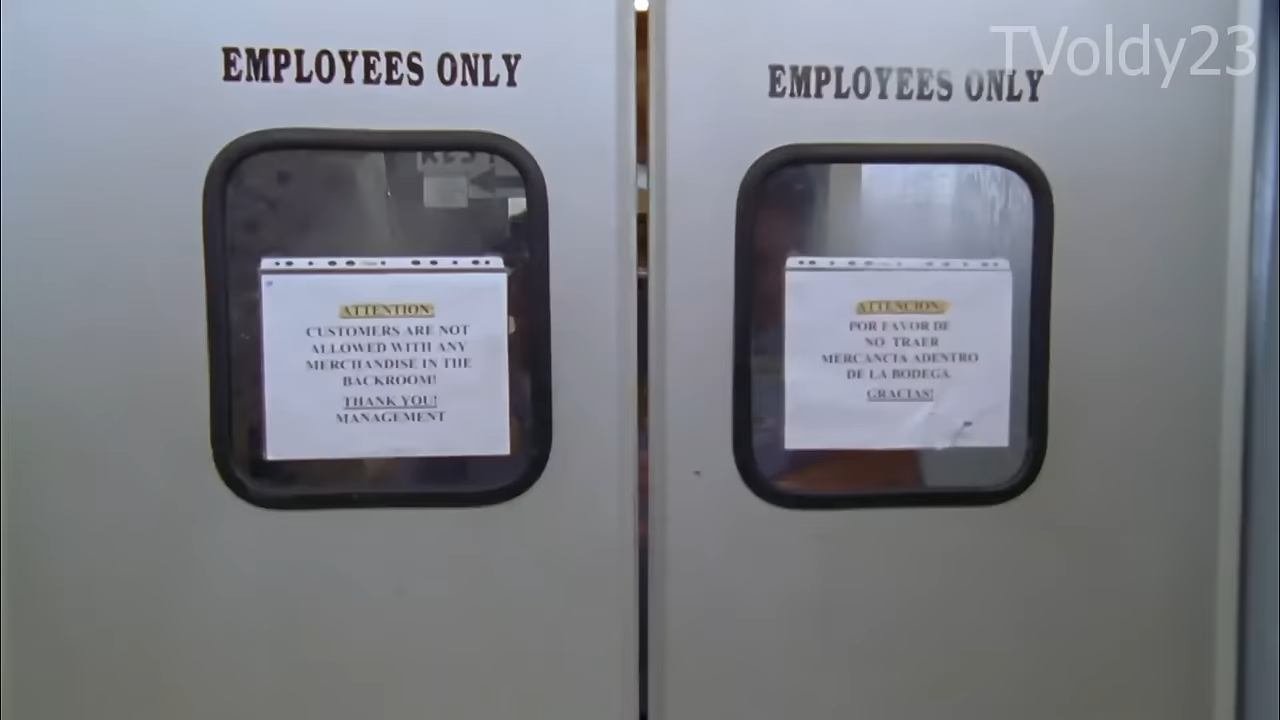 TVoldy23
EMPLOYEES ONLY
ATTENTION:
CUSTOMERS ARE NOT
ALLOWED WITH ANY
MERCHANDISE IN THE
BACKROOM!
THANK YOU!
MANAGEMENT
EMPLOYEES ONLY
ATTENCION:
POR FAVOR DE
NO TRAER
MERCANCIA ADENTRO
DE LA BODEGA.
GRACIAS!